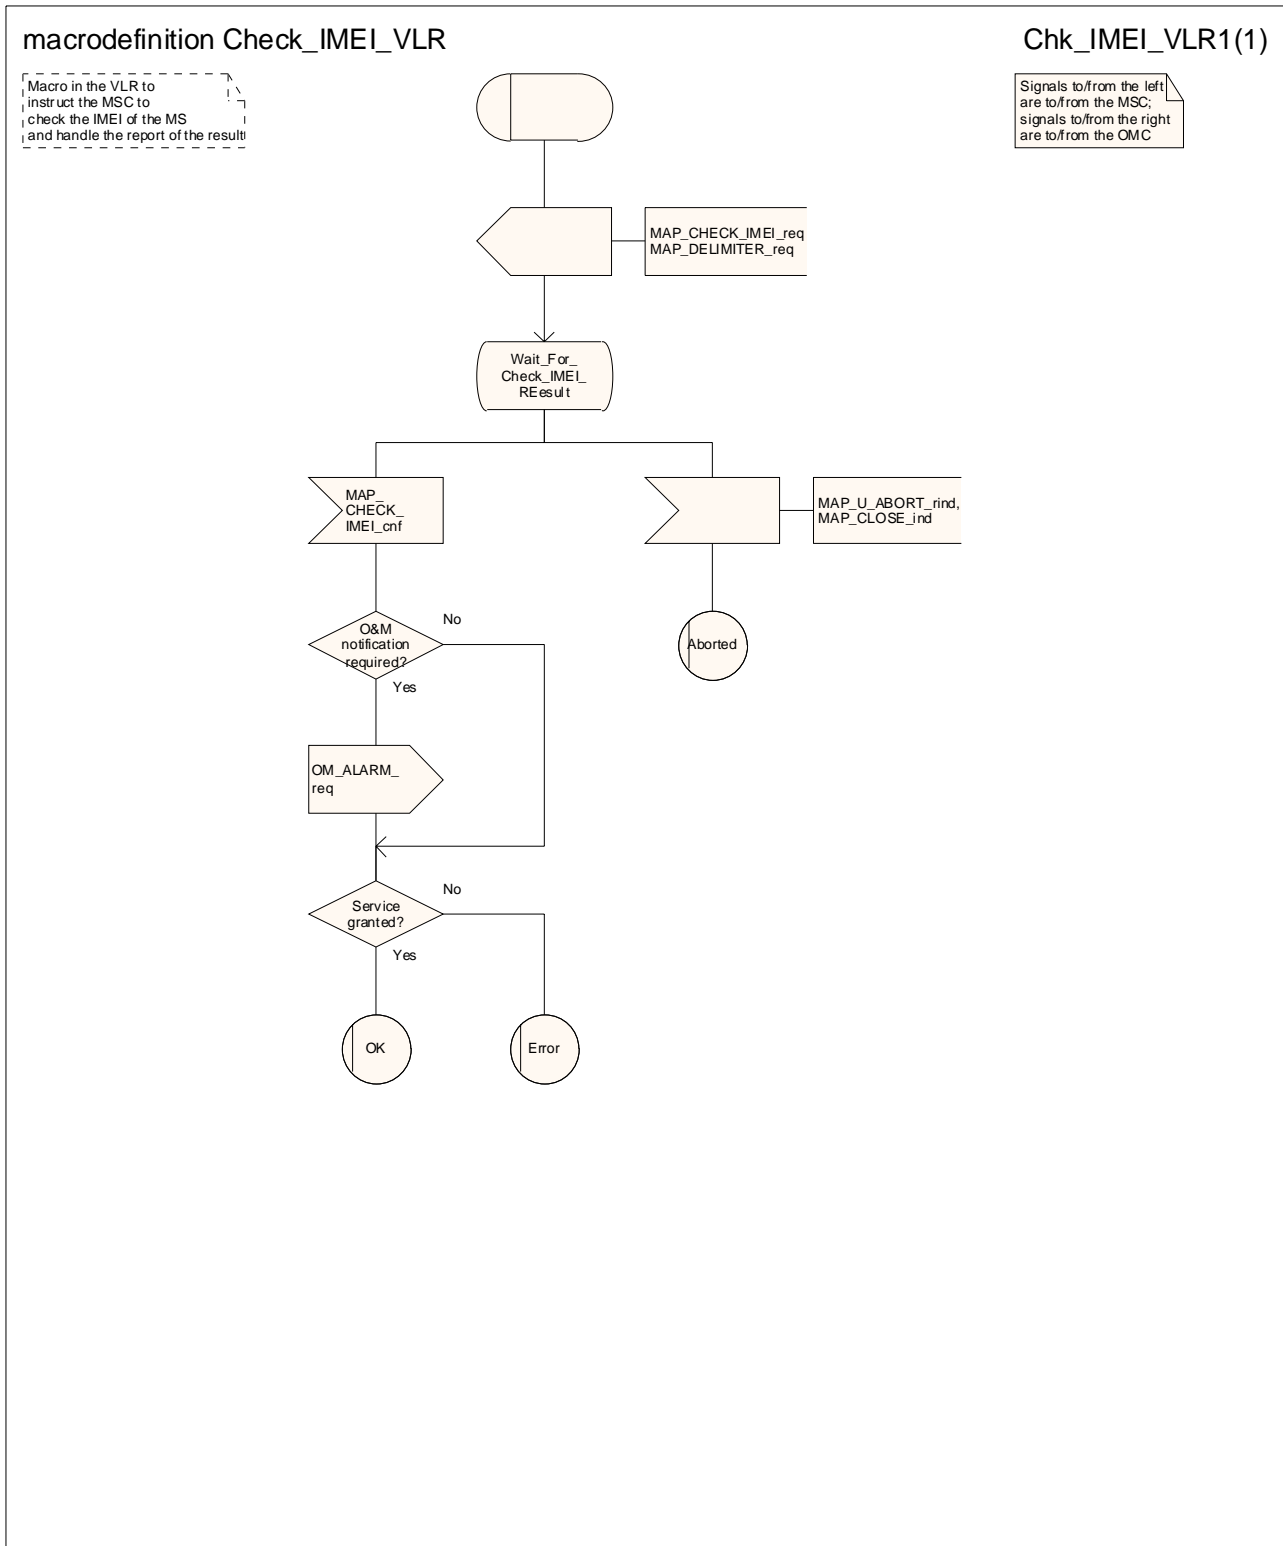 macrodefinition Check_IMEI_VLR
Chk_IMEI_VLR1(1)
Macro in the VLR to
instruct the MSC to
check the IMEI of the MS
and handle the report of the result
Signals to/from the left
are to/from the MSC;
signals to/from the right
are to/from the OMC
MAP_CHECK_IMEI_req
MAP_DELIMITER_req
Wait_For_
Check_IMEI_
REesult
MAP_
CHECK_
IMEI_cnf
MAP_U_ABORT_rind,
MAP_CLOSE_ind
O&M
notification
required?
No
Yes
Aborted
OM_ALARM_
req
Service
granted?
No
Yes
OK
Error